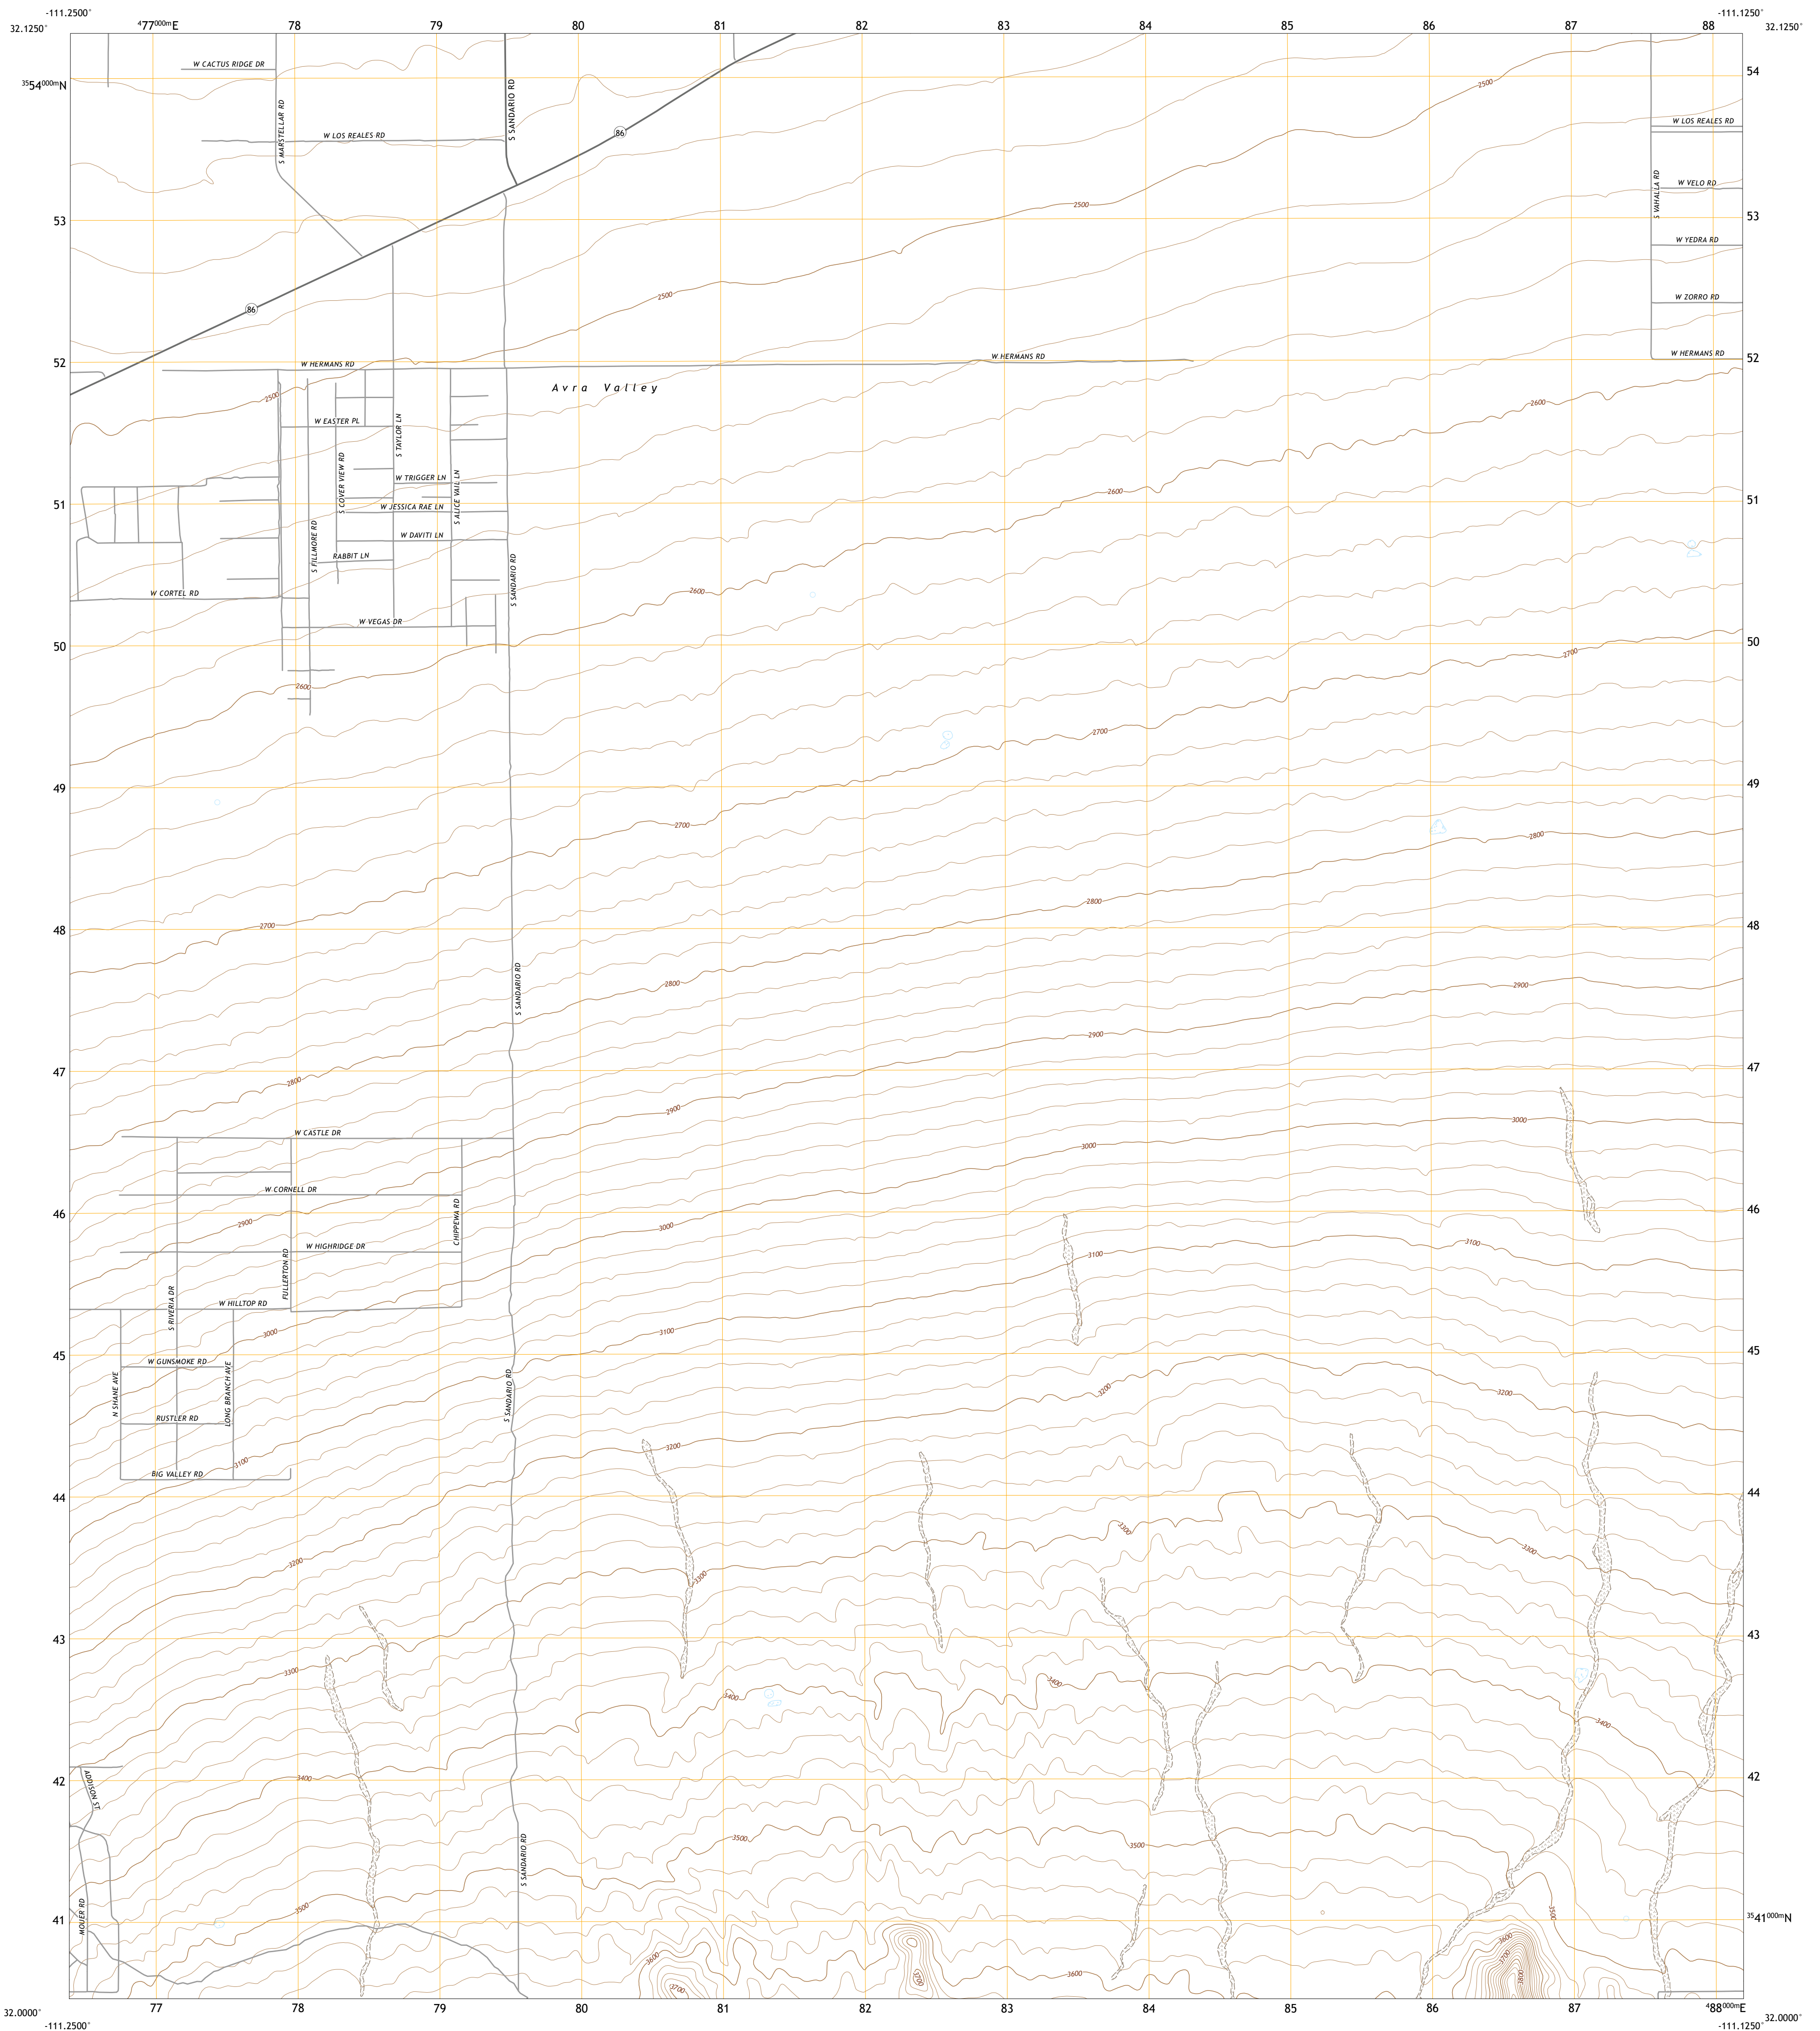 -111.2500°
-111.1250°
32.1250°
⁴77⁰⁰⁰ᵐE 78 79 80 81 82 83 84 85 86 87 88
32.1250°
³⁵54⁰⁰⁰ᵐN
54
W CACTUS RIDGE DR
S MARSTELLAR RD
S SANDARIO RD
2500
86
W LOS REALES RD
W LOS REALES RD
W VELO RD
S VAHALLA RD
2500
53
53
W YEDRA RD
2500
W ZORRO RD
86
52
W HERMANS RD
W HERMANS RD
W HERMANS RD
52
Avra Valley
2500
2600
W EASTER PL
S TAYLOR LN
S COVER VIEW RD
W TRIGGER LN
S ALICE VAIL LN
2600
51
W JESSICA RAE LN
51
S FILLMORE RD
W DAVITI LN
RABBIT LN
S SANDARIO RD
W CORTEL RD
2600
W VEGAS DR
50
50
2700
2600
2700
49
49
2700
2800
2800
48
2700
48
S SANDARIO RD
2800
2900
2900
47
47
2800
2900
3000
W CASTLE DR
3000
W CORNELL DR
CHIPPEWA RD
46
2900
3000
46
W HIGHRIDGE DR
3100
3100
FULLERTON RD
S RIVERIA DR
W HILLTOP RD
3000
3100
45
W GUNSMOKE RD
45
N SHANE AVE
LONG BRANCH AVE
S SANDARIO RD
3200
3200
RUSTLER RD
3200
3100
BIG VALLEY RD
44
44
3300
3200
3300
3300
43
43
3300
3400
3400
3400
42
3400
42
ADDISON ST
3500
3500
S SANDARIO RD
3500
3500
MHOUER RD
41
³⁵41⁰⁰⁰ᵐN
3600
3600
3700
3600
3700
3700
3800
77 78 79 80 81 82 83 84 85 86 87 ⁴88⁰⁰⁰ᵐE
32.0000°
32.0000°
-111.2500°
-111.1250°